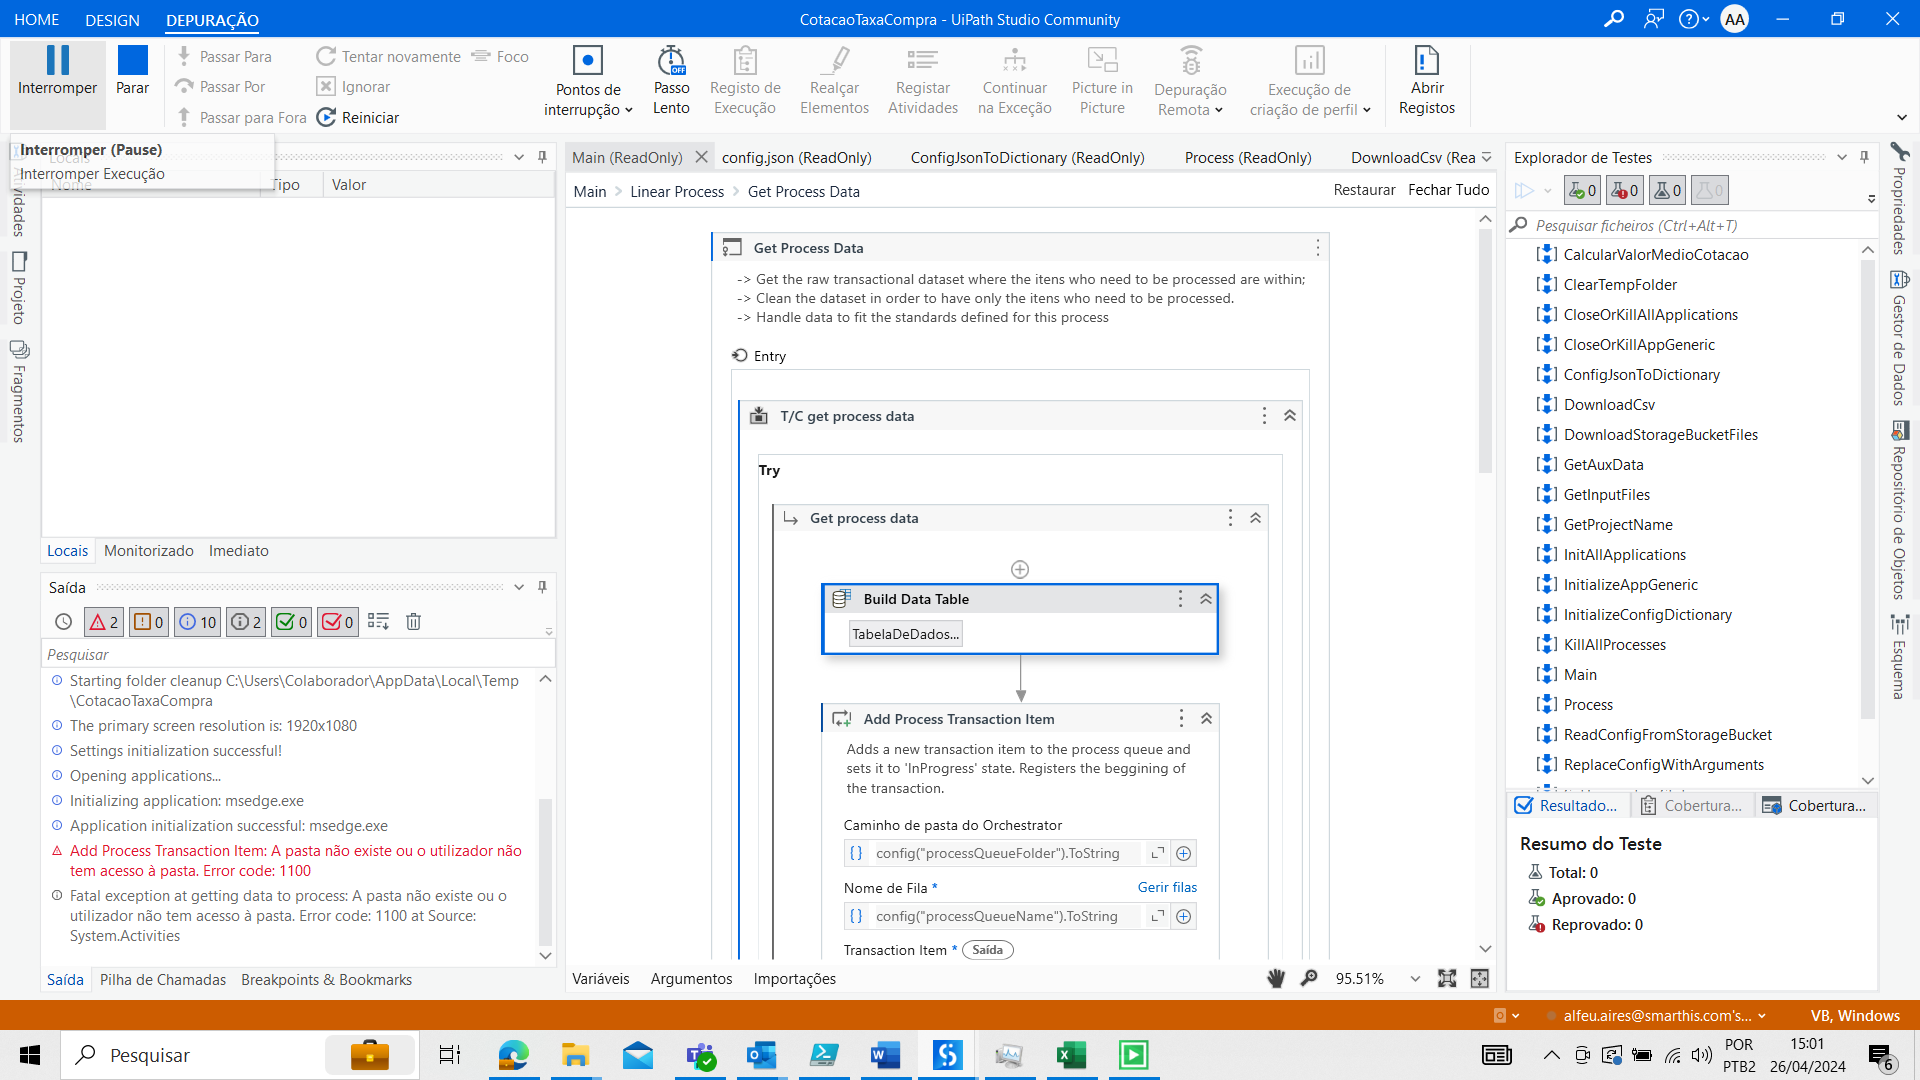 HOME DESIGN DEPURAÇÃO
CotacaoTaxaCompra - UiPath Studio Community
AA
Interromper
Parar
Passar Para
Passar Por
Passar para Fora
Tentar novamente
Ignorar
Reiniciar
Foco
Pontos de
interrupção
Passo
Lento
OFF
Registo de
Execução
Realçar
Elementos
Registar
Atividades
Continuar
na Exceção
Picture in
Picture
Depuração
Remota
Execução de
criação de perfil
Abrir
Registos
Interromper (Pause)
Interromper Execução
Locais
Nome Tipo Valor
Atividades
Projeto
Fragmentos
Locais Monitorizado Imediato
Saída
2 0 10 2 0 0
Pesquisar
Starting folder cleanup C:\Users\Colaborador\AppData\Local\Temp
\CotacaoTaxaCompra
The primary screen resolution is: 1920x1080
Settings initialization successful!
Opening applications...
Initializing application: msedge.exe
Application initialization successful: msedge.exe
Add Process Transaction Item: A pasta não existe ou o utilizador não
tem acesso à pasta. Error code: 1100
Fatal exception at getting data to process: A pasta não existe ou o
utilizador não tem acesso à pasta. Error code: 1100 at Source:
System.Activities
Saída Pilha de Chamadas Breakpoints & Bookmarks
Main (ReadOnly) config.json (ReadOnly) ConfigJsonToDictionary (ReadOnly) Process (ReadOnly) DownloadCsv (Rea
Main > Linear Process > Get Process Data
Restaurar Fechar Tudo
Get Process Data
-> Get the raw transactional dataset where the itens who need to be processed are within;
-> Clean the dataset in order to have only the itens who need to be processed.
-> Handle data to fit the standards defined for this process
Entry
T/C get process data
Try
Get process data
Build Data Table
TabelaDeDados...
Add Process Transaction Item
Adds a new transaction item to the process queue and
sets it to 'InProgress' state. Registers the beggining of
the transaction.
Caminho de pasta do Orchestrator
config("processQueueFolder").ToString
Nome de Fila * Gerir filas
config("processQueueName").ToString
Transaction Item * Saída
Variáveis Argumentos Importações
95.51%
Explorador de Testes
0 0 0 0
Pesquisar ficheiros (Ctrl+Alt+T)
CalcularValorMedioCotacao
ClearTempFolder
CloseOrKillAllApplications
CloseOrKillAppGeneric
ConfigJsonToDictionary
DownloadCsv
DownloadStorageBucketFiles
GetAuxData
GetInputFiles
GetProjectName
InitAllApplications
InitializeAppGeneric
InitializeConfigDictionary
KillAllProcesses
Main
Process
ReadConfigFromStorageBucket
ReplaceConfigWithArguments
Resultado... Cobertura... Cobertura...
Resumo do Teste
Total: 0
Aprovado: 0
Reprovado: 0
Propriedades
Gestor de Dados
Repositório de Objetos
Esquema
alfeu.aires@smarthis.com's...
VB, Windows
Pesquisar
POR
PTB2
15:01
26/04/2024
6